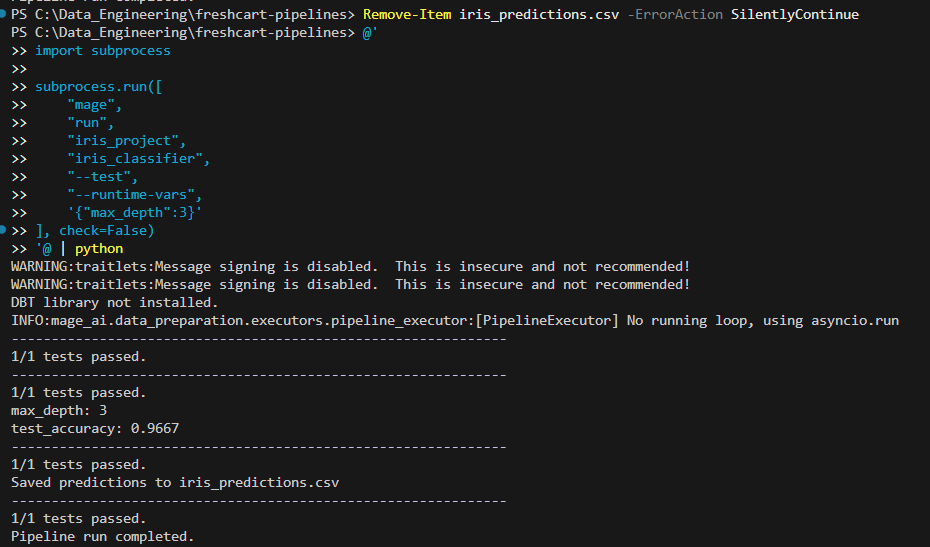 PS C:\Data_Engineering\freshcart-pipelines> Remove-Item iris_predictions.csv -ErrorAction SilentlyContinue
PS C:\Data_Engineering\freshcart-pipelines> @'
>> import subprocess
>>
>> subprocess.run([
>>     "mage",
>>     "run",
>>     "iris_project",
>>     "iris_classifier",
>>     "--test",
>>     "--runtime-vars",
>>     '{"max_depth":3}'
>> ], check=False)
>> '@ | python
WARNING:traitlets:Message signing is disabled.  This is insecure and not recommended!
WARNING:traitlets:Message signing is disabled.  This is insecure and not recommended!
DBT library not installed.
INFO:mage_ai.data_preparation.executors.pipeline_executor:[PipelineExecutor] No running loop, using asyncio.run
--------------------------------------------------------------
1/1 tests passed.
--------------------------------------------------------------
1/1 tests passed.
max_depth: 3
test_accuracy: 0.9667
--------------------------------------------------------------
1/1 tests passed.
Saved predictions to iris_predictions.csv
--------------------------------------------------------------
1/1 tests passed.
Pipeline run completed.